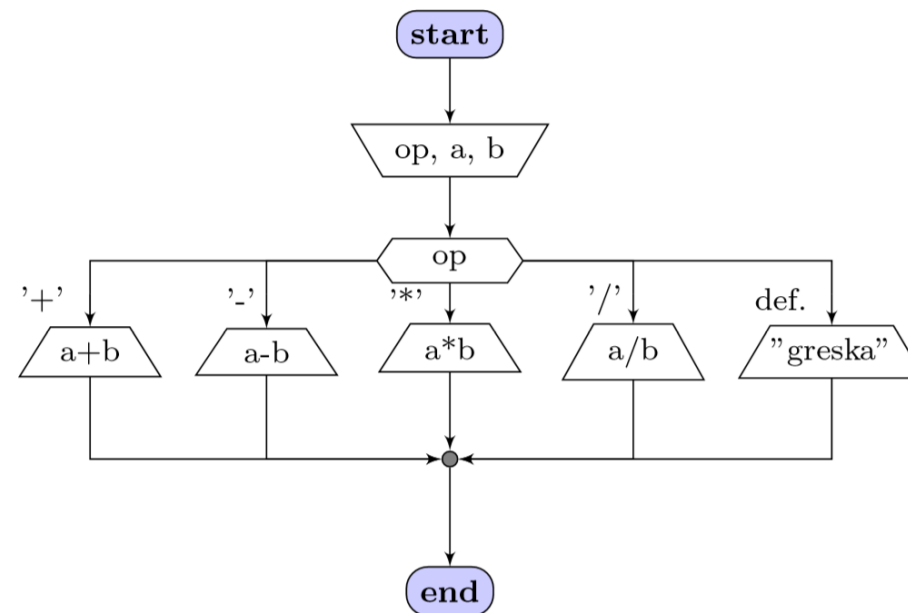 start
op, a, b
op
'+'
'-'
'*'
'/'
def.
a+b
a-b
a*b
a/b
"greska"
end